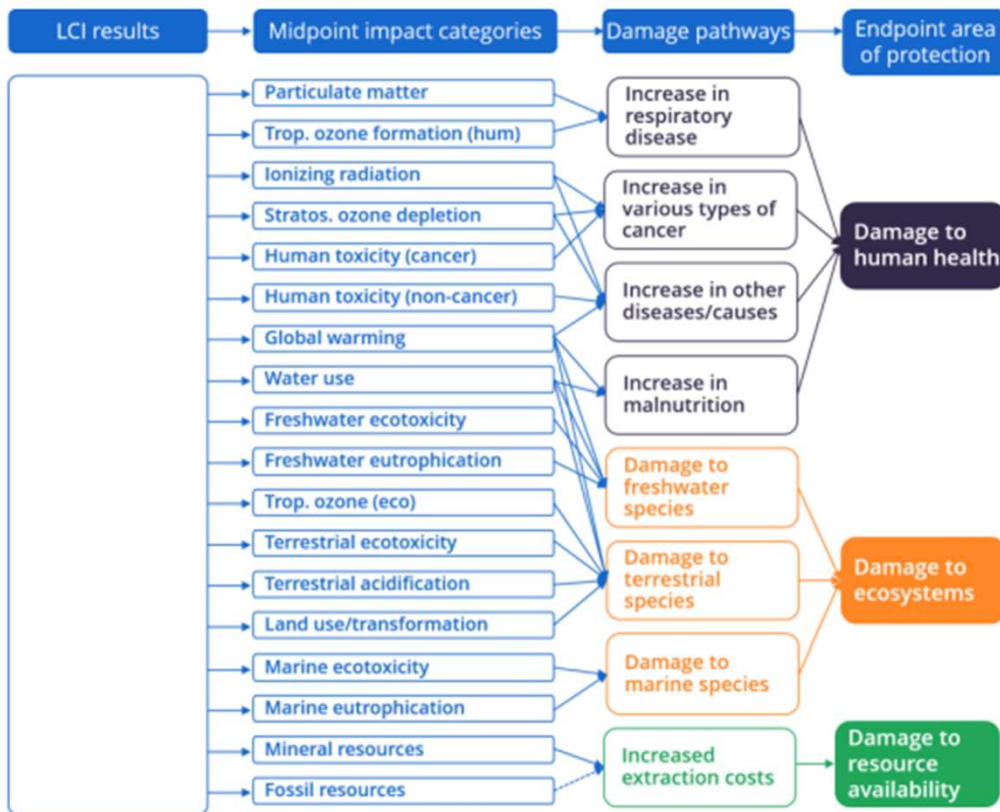 LCI results
Midpoint impact categories
Damage pathways
Endpoint area
of protection
Particulate matter
Trop. ozone formation (hum)
Ionizing radiation
Stratos. ozone depletion
Human toxicity (cancer)
Human toxicity (non-cancer)
Global warming
Water use
Freshwater ecotoxicity
Freshwater eutrophication
Trop. ozone (eco)
Terrestrial ecotoxicity
Terrestrial acidification
Land use/transformation
Marine ecotoxicity
Marine eutrophication
Mineral resources
Fossil resources
Increase in
respiratory
disease
Increase in
various types of
cancer
Increase in other
diseases/causes
Increase in
malnutrition
Damage to
freshwater
species
Damage to
terrestrial
species
Damage to
marine species
Increased
extraction costs
Damage to
human health
Damage to
ecosystems
Damage to
resource
availability